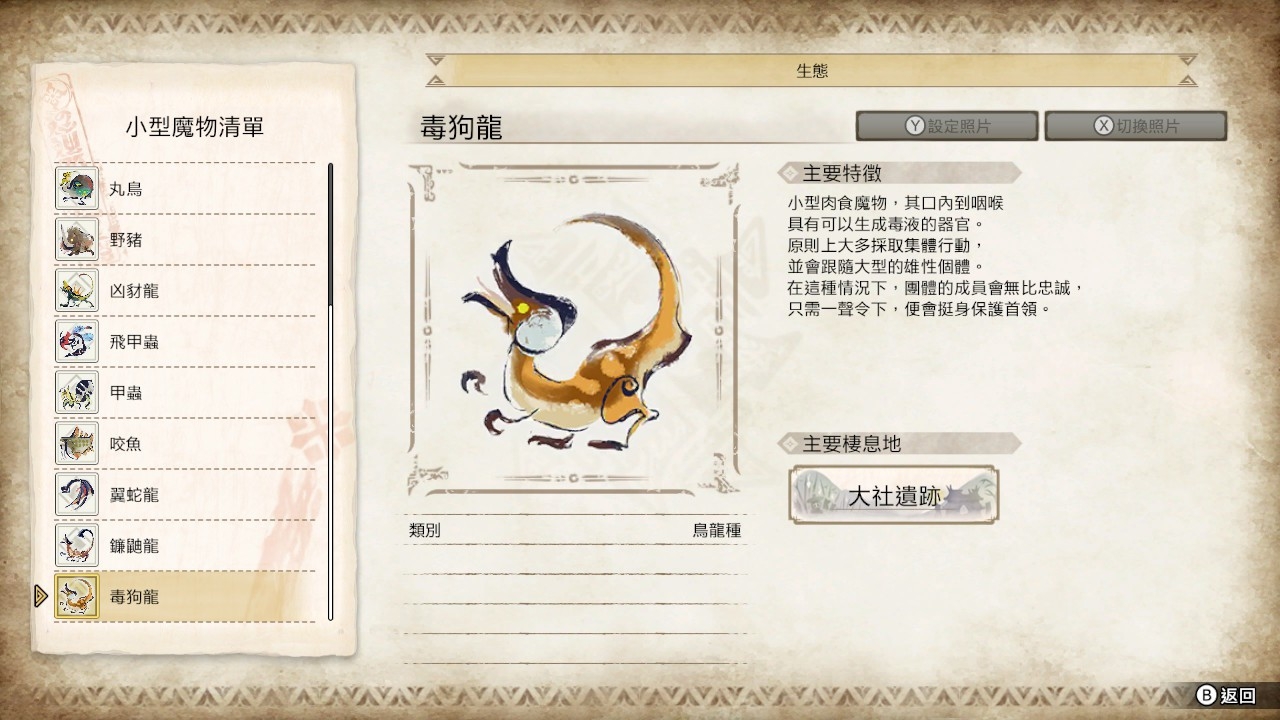 生態
小型魔物清單
丸鳥
野豬
凶豺龍
飛甲蟲
甲蟲
咬魚
翼蛇龍
鐮鼬龍
毒狗龍
毒狗龍
Y設定照片
X切換照片
主要特徵
小型肉食魔物，其口內到咽喉
具有可以生成毒液的器官。
原則上大多採取集體行動，
並會跟隨大型的雄性個體。
在這種情況下，團體的成員會無比忠誠，
只需一聲令下，便會挺身保護首領。
主要棲息地
大社遺跡
類別 鳥龍種
B返回